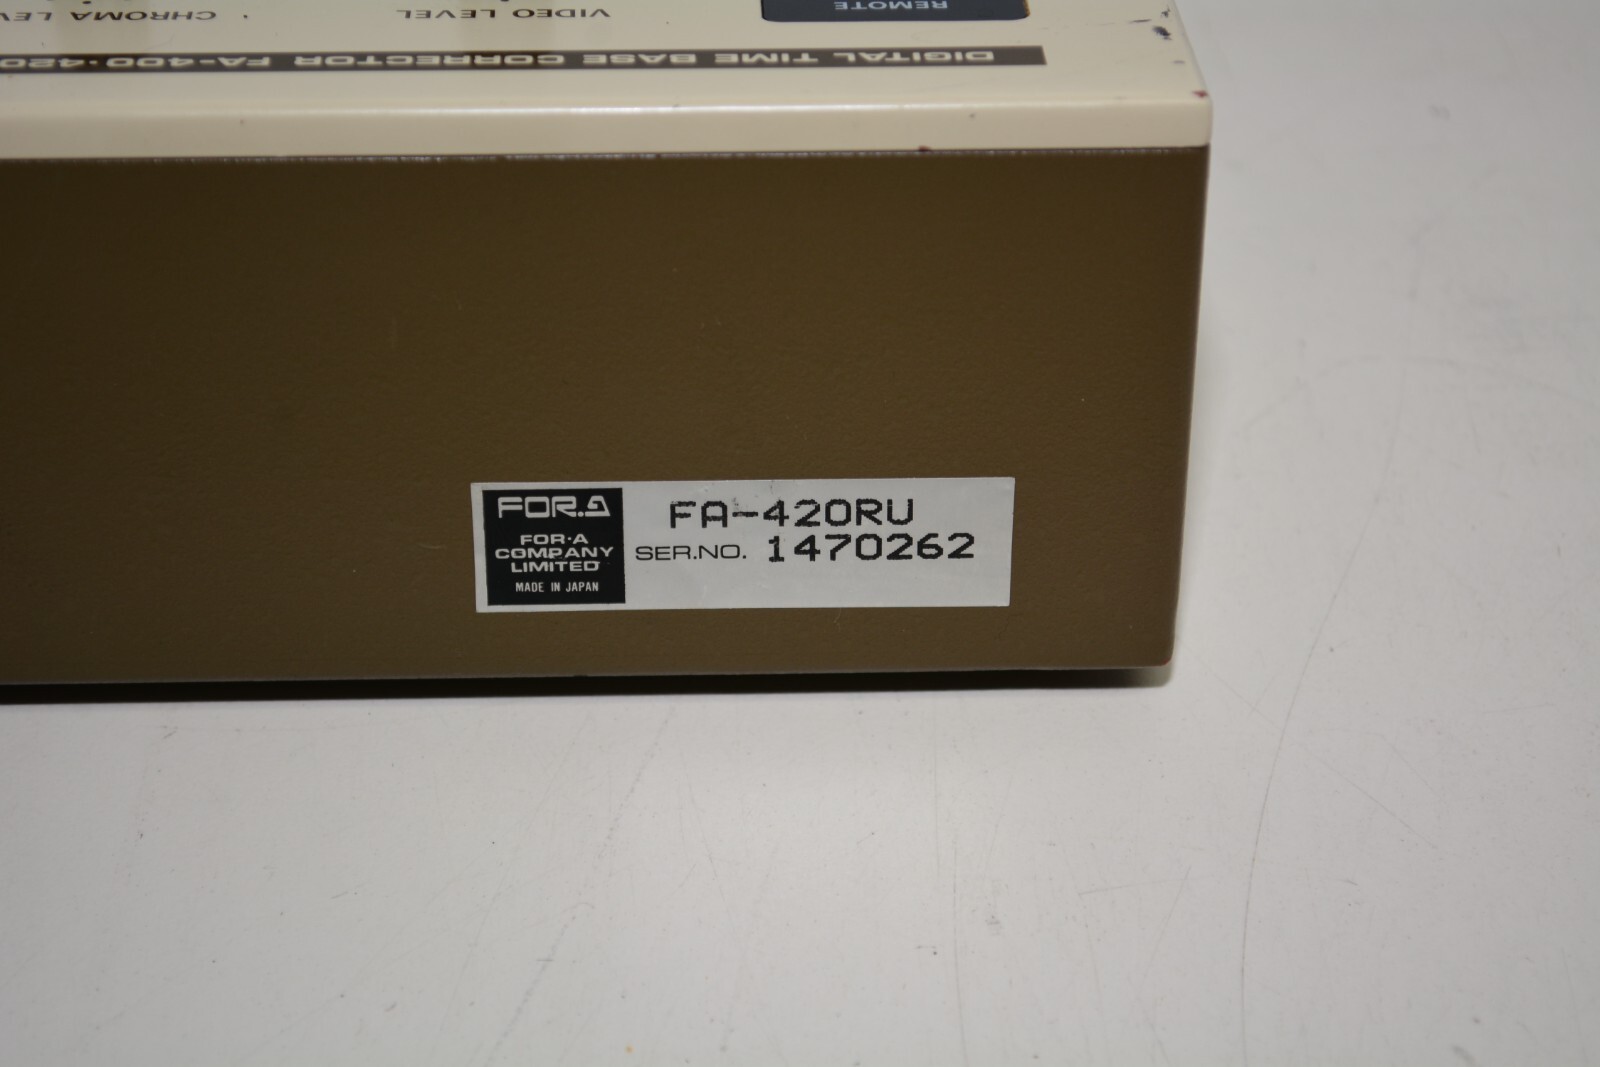 REMOTE
VIDEO LEVEL
CHROMA LEV
DIGITAL TIME BASE CORRECTOR FA-400·420
FOR.A
FOR·A
COMPANY
LIMITED
MADE IN JAPAN
FA-420RU
SER.NO. 1470262